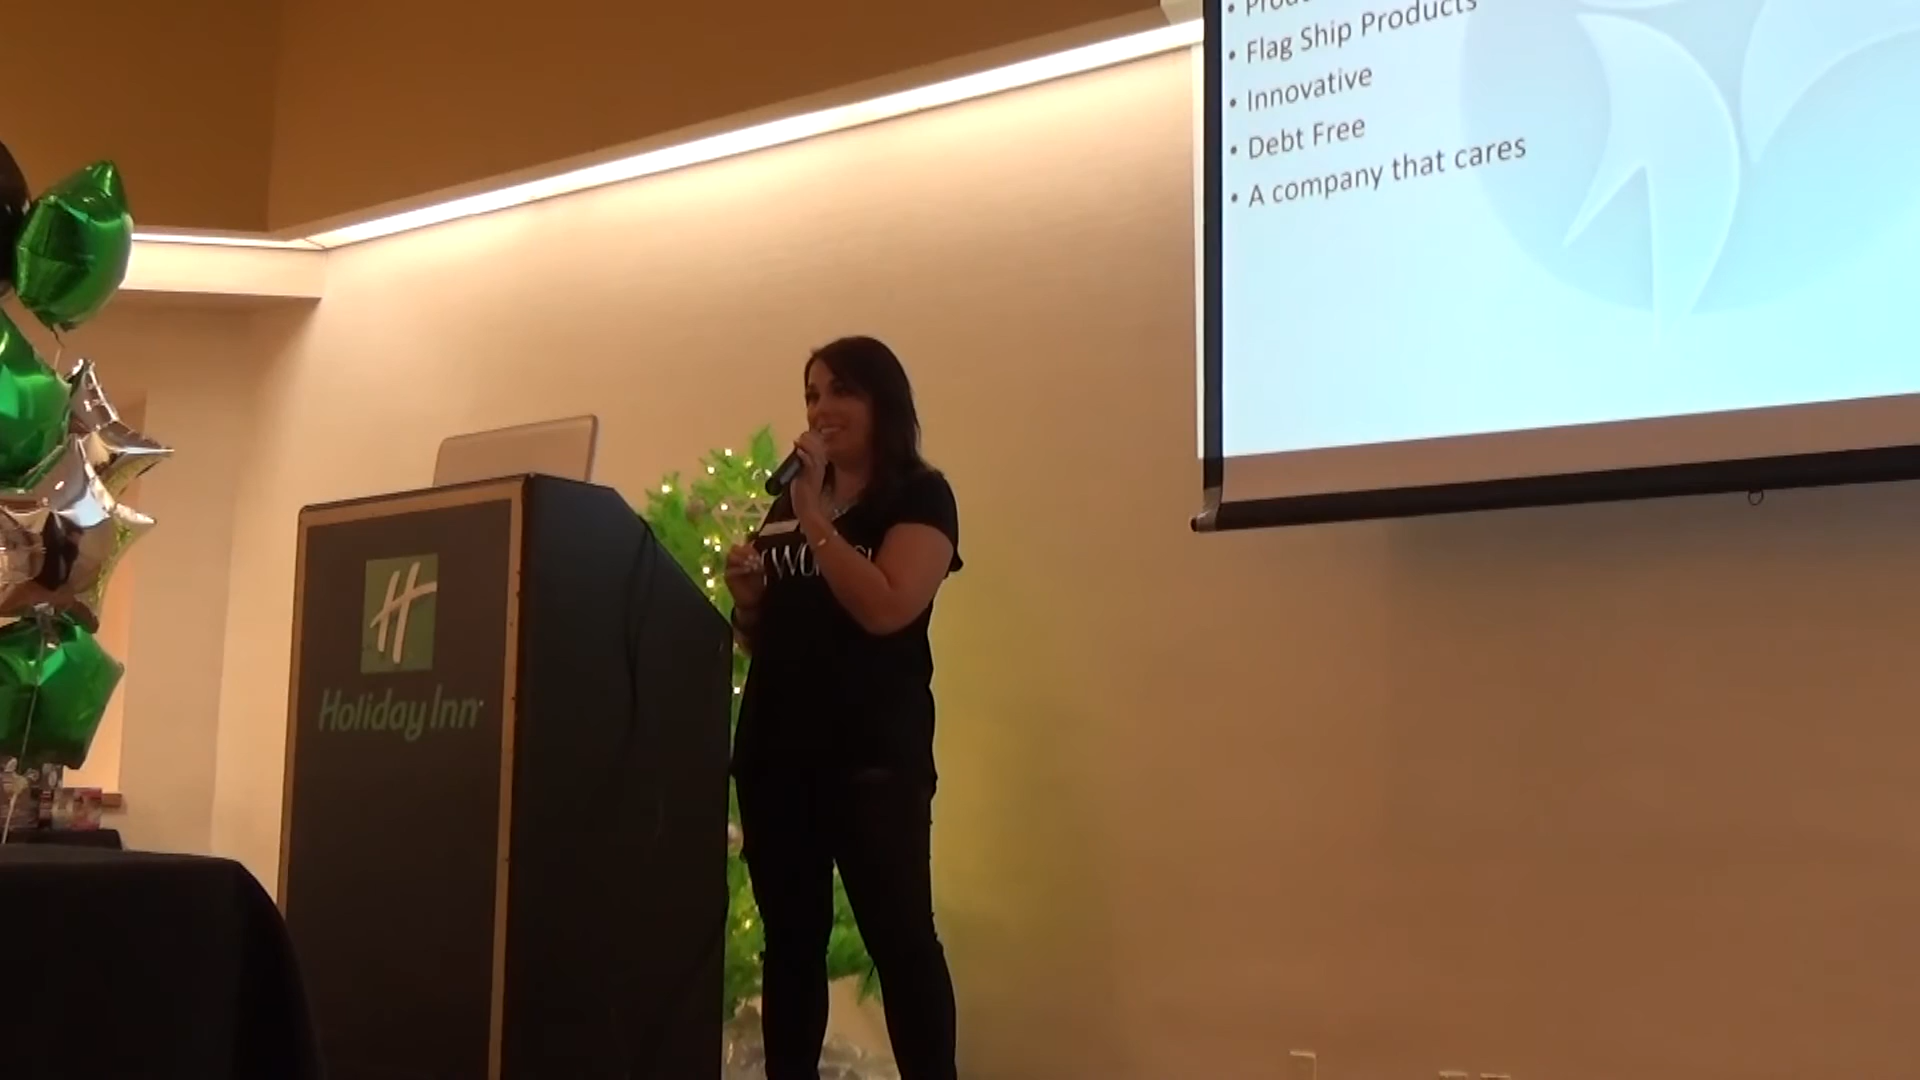 • Flag Ship Products
• Innovative
• Debt Free
• A company that cares
H
Holiday Inn